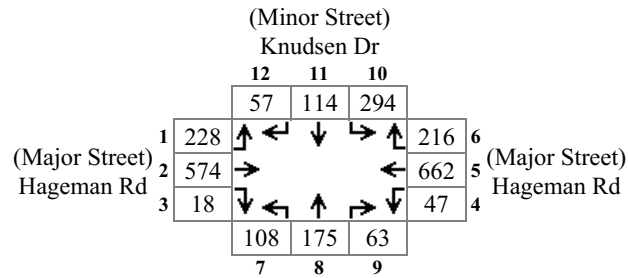 (Minor Street)
Knudsen Dr
12 11 10
57 114 294
1 228 216 6
(Major Street) 2 574 662 5 (Major Street)
Hageman Rd Hageman Rd
3 18 47 4
108 175 63
7 8 9